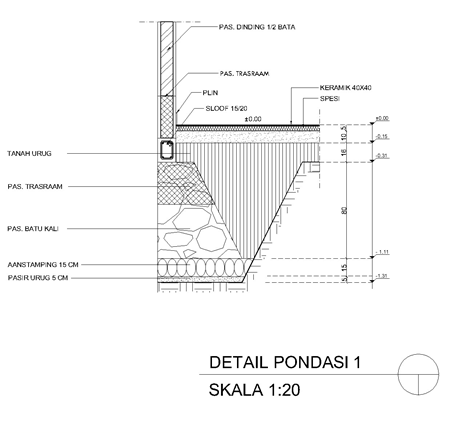 PAS. DINDING 1/2 BATA
PAS. TRASRAAM
PLIN
KERAMIK 40X40
SPESI
SLOOF 15/20
±0.00
±0.00
-0.15
-0.31
-1.11
-1.31
10 5
16
80
15
5
TANAH URUG
PAS. TRASRAAM
PAS. BATU KALI
AANSTAMPING 15 CM
PASIR URUG 5 CM
DETAIL PONDASI 1
SKALA 1:20